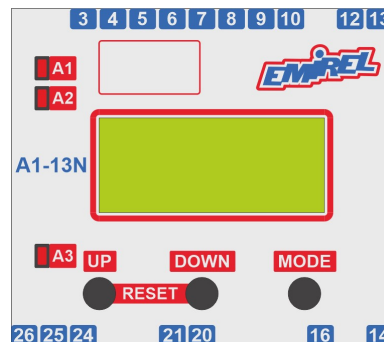 3 4 5 6 7 8 9 10 12 13
A1
EMIREL
A2
A1-13N
A3
UP DOWN MODE
RESET
26 25 24 21 20 16 14